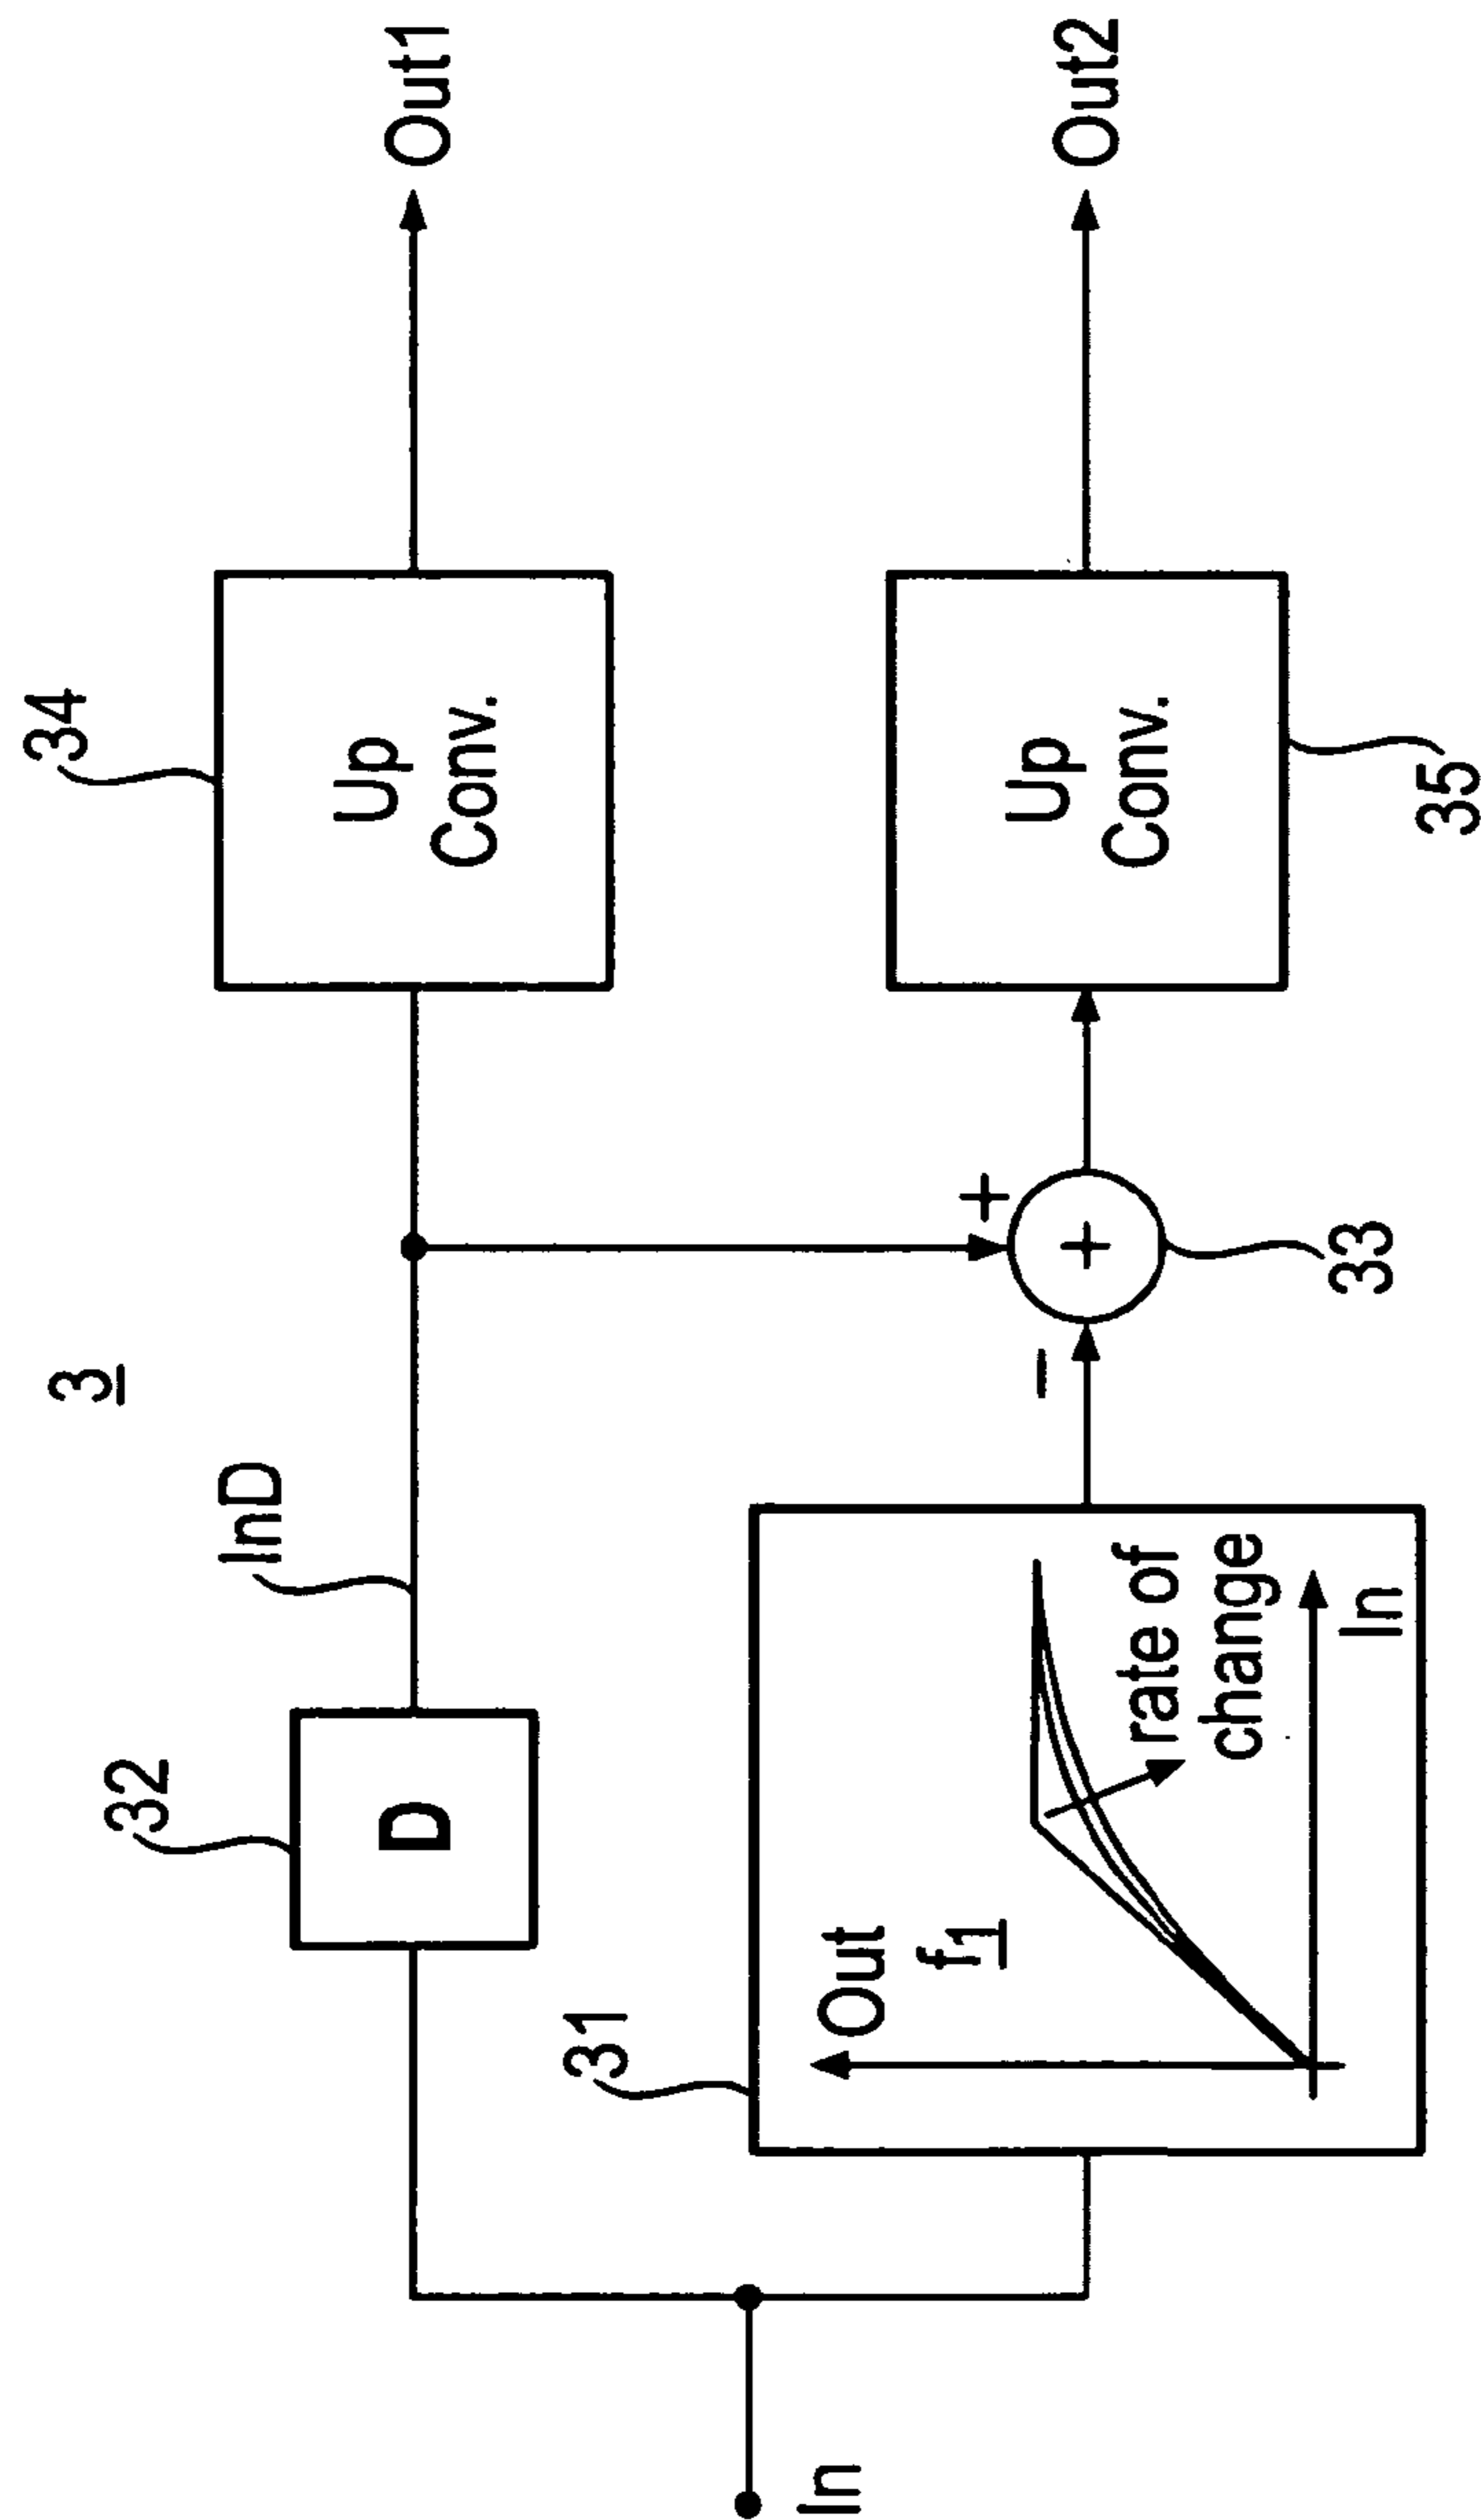 3
In
32
D
InD
34
Up
Conv.
Out1
31
Out
f1
rate of
change
In
-
+
+
33
Up
Conv.
35
Out2